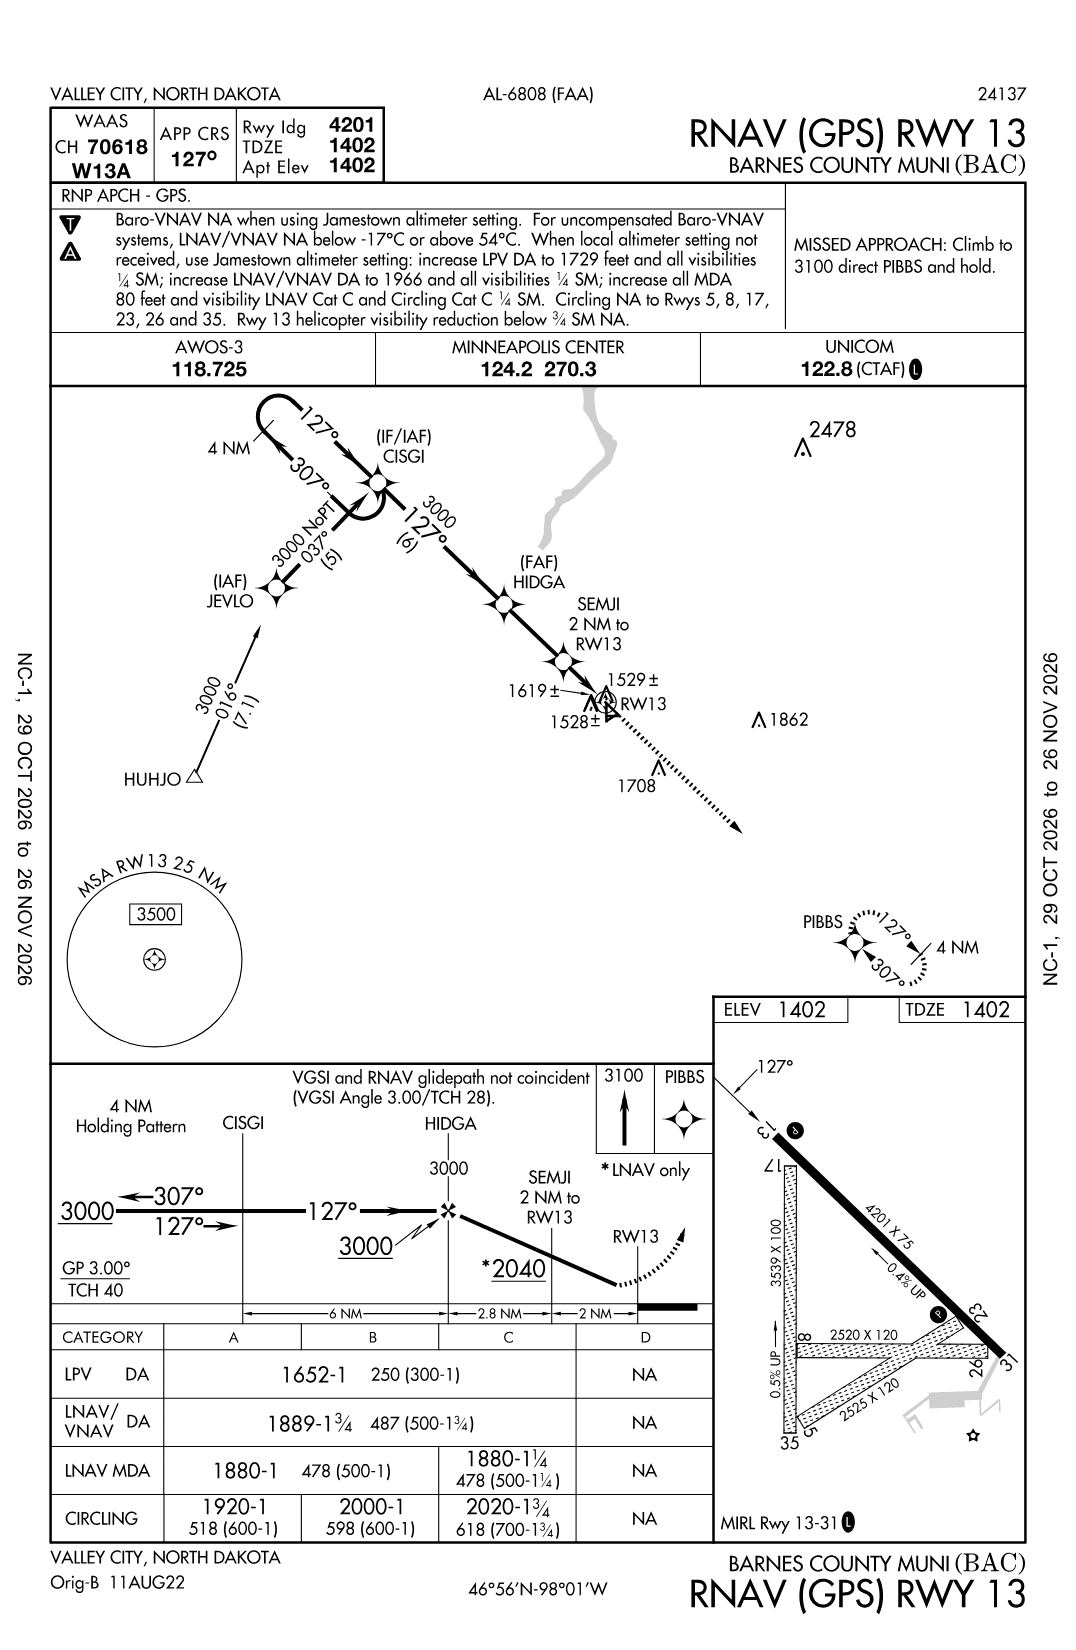 VALLEY CITY, NORTH DAKOTA
AL-6808 (FAA)
24137
WAAS
CH 70618
W13A
APP CRS
127°
Rwy ldg 4201
TDZE 1402
Apt Elev 1402
RNAV (GPS) RWY 13
BARNES COUNTY MUNI (BAC)
RNP APCH - GPS.
T
A
Baro-VNAV NA when using Jamestown altimeter setting. For uncompensated Baro-VNAV
systems, LNAV/VNAV NA below -17°C or above 54°C. When local altimeter setting not
received, use Jamestown altimeter setting: increase LPV DA to 1729 feet and all visibilities
¼ SM; increase LNAV/VNAV DA to 1966 and all visibilities ¼ SM; increase all MDA
80 feet and visibility LNAV Cat C and Circling Cat C ¼ SM. Circling NA to Rwys 5, 8, 17,
23, 26 and 35. Rwy 13 helicopter visibility reduction below ¾ SM NA.
MISSED APPROACH: Climb to
3100 direct PIBBS and hold.
AWOS-3
118.725
MINNEAPOLIS CENTER
124.2 270.3
UNICOM
122.8 (CTAF) L
127°
4 NM
307°
(IF/IAF)
CISGI
2478
3000
127°
(6)
3000 NoPT
037°
(5)
(IAF)
JEVLO
(FAF)
HIDGA
SEMJI
2 NM to
RW13
1529±
1619±
RW13
1528±
1862
1708
3000
016°
(7.1)
HUHJO
MSA RW13 25 NM
3500
PIBBS
127°
4 NM
307°
NC-1, 29 OCT 2026 to 26 NOV 2026
NC-1, 29 OCT 2026 to 26 NOV 2026
ELEV 1402
TDZE 1402
127°
13
P
17
4201 X 75
0.4% UP
3539 X 100
0.5% UP
P
23
8
2520 X 120
26
31
2525 X 120
5
35
MIRL Rwy 13-31 L
VGSI and RNAV glidepath not coincident
(VGSI Angle 3.00/TCH 28).
3100
PIBBS
4 NM
Holding Pattern
CISGI
HIDGA
3000
*LNAV only
SEMJI
2 NM to
RW13
RW13
307°
3000
127°
127°
3000
*2040
GP 3.00°
TCH 40
6 NM
2.8 NM
2 NM
CATEGORY A B C D
LPV DA 1652-1 250 (300-1) NA
LNAV/
VNAV DA 1889-1¾ 487 (500-1¾) NA
LNAV MDA 1880-1 478 (500-1) 1880-1¼
478 (500-1¼) NA
CIRCLING 1920-1 2000-1 2020-1¾ NA
518 (600-1) 598 (600-1) 618 (700-1¾)
VALLEY CITY, NORTH DAKOTA
Orig-B 11AUG22
46°56'N-98°01'W
BARNES COUNTY MUNI (BAC)
RNAV (GPS) RWY 13